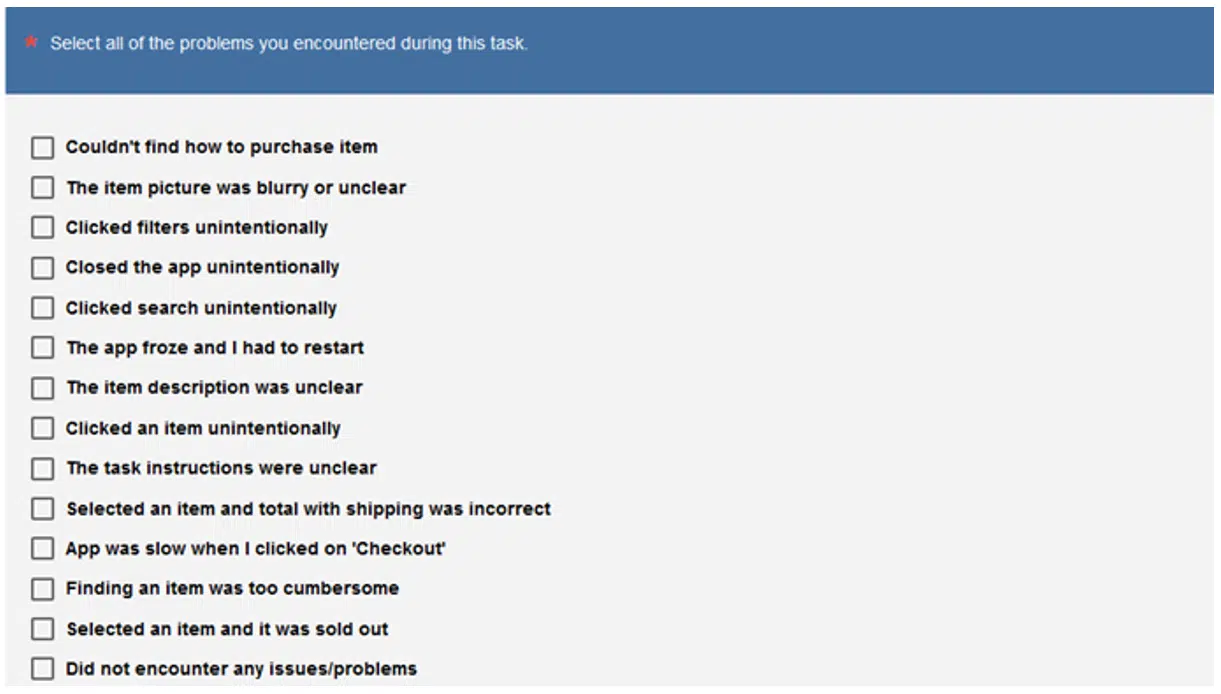 * Select all of the problems you encountered during this task.
Couldn't find how to purchase item
The item picture was blurry or unclear
Clicked filters unintentionally
Closed the app unintentionally
Clicked search unintentionally
The app froze and I had to restart
The item description was unclear
Clicked an item unintentionally
The task instructions were unclear
Selected an item and total with shipping was incorrect
App was slow when I clicked on 'Checkout'
Finding an item was too cumbersome
Selected an item and it was sold out
Did not encounter any issues/problems